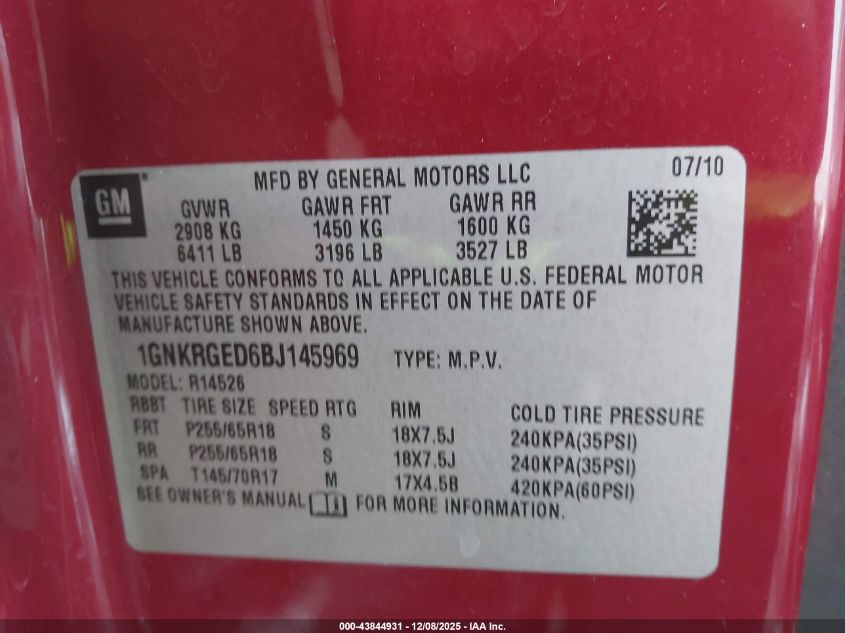 GM
MFD BY GENERAL MOTORS LLC 07/10
GVWR GAWR FRT GAWR RR
2908 KG 1450 KG 1600 KG
6411 LB 3196 LB 3527 LB
THIS VEHICLE CONFORMS TO ALL APPLICABLE U.S. FEDERAL MOTOR
VEHICLE SAFETY STANDARDS IN EFFECT ON THE DATE OF
MANUFACTURE SHOWN ABOVE.
1GNKRGED6BJ145969 TYPE: M.P.V.
MODEL: R14526
RBBT TIRE SIZE SPEED RTG RIM COLD TIRE PRESSURE
FRT P255/65R18 S 18X7.5J 240KPA(35PSI)
RR P255/65R18 S 18X7.5J 240KPA(35PSI)
SPA T145/70R17 M 17X4.5B 420KPA(60PSI)
SEE OWNER'S MANUAL FOR MORE INFORMATION.
000-43844931 - 12/08/2025 - IAA Inc.